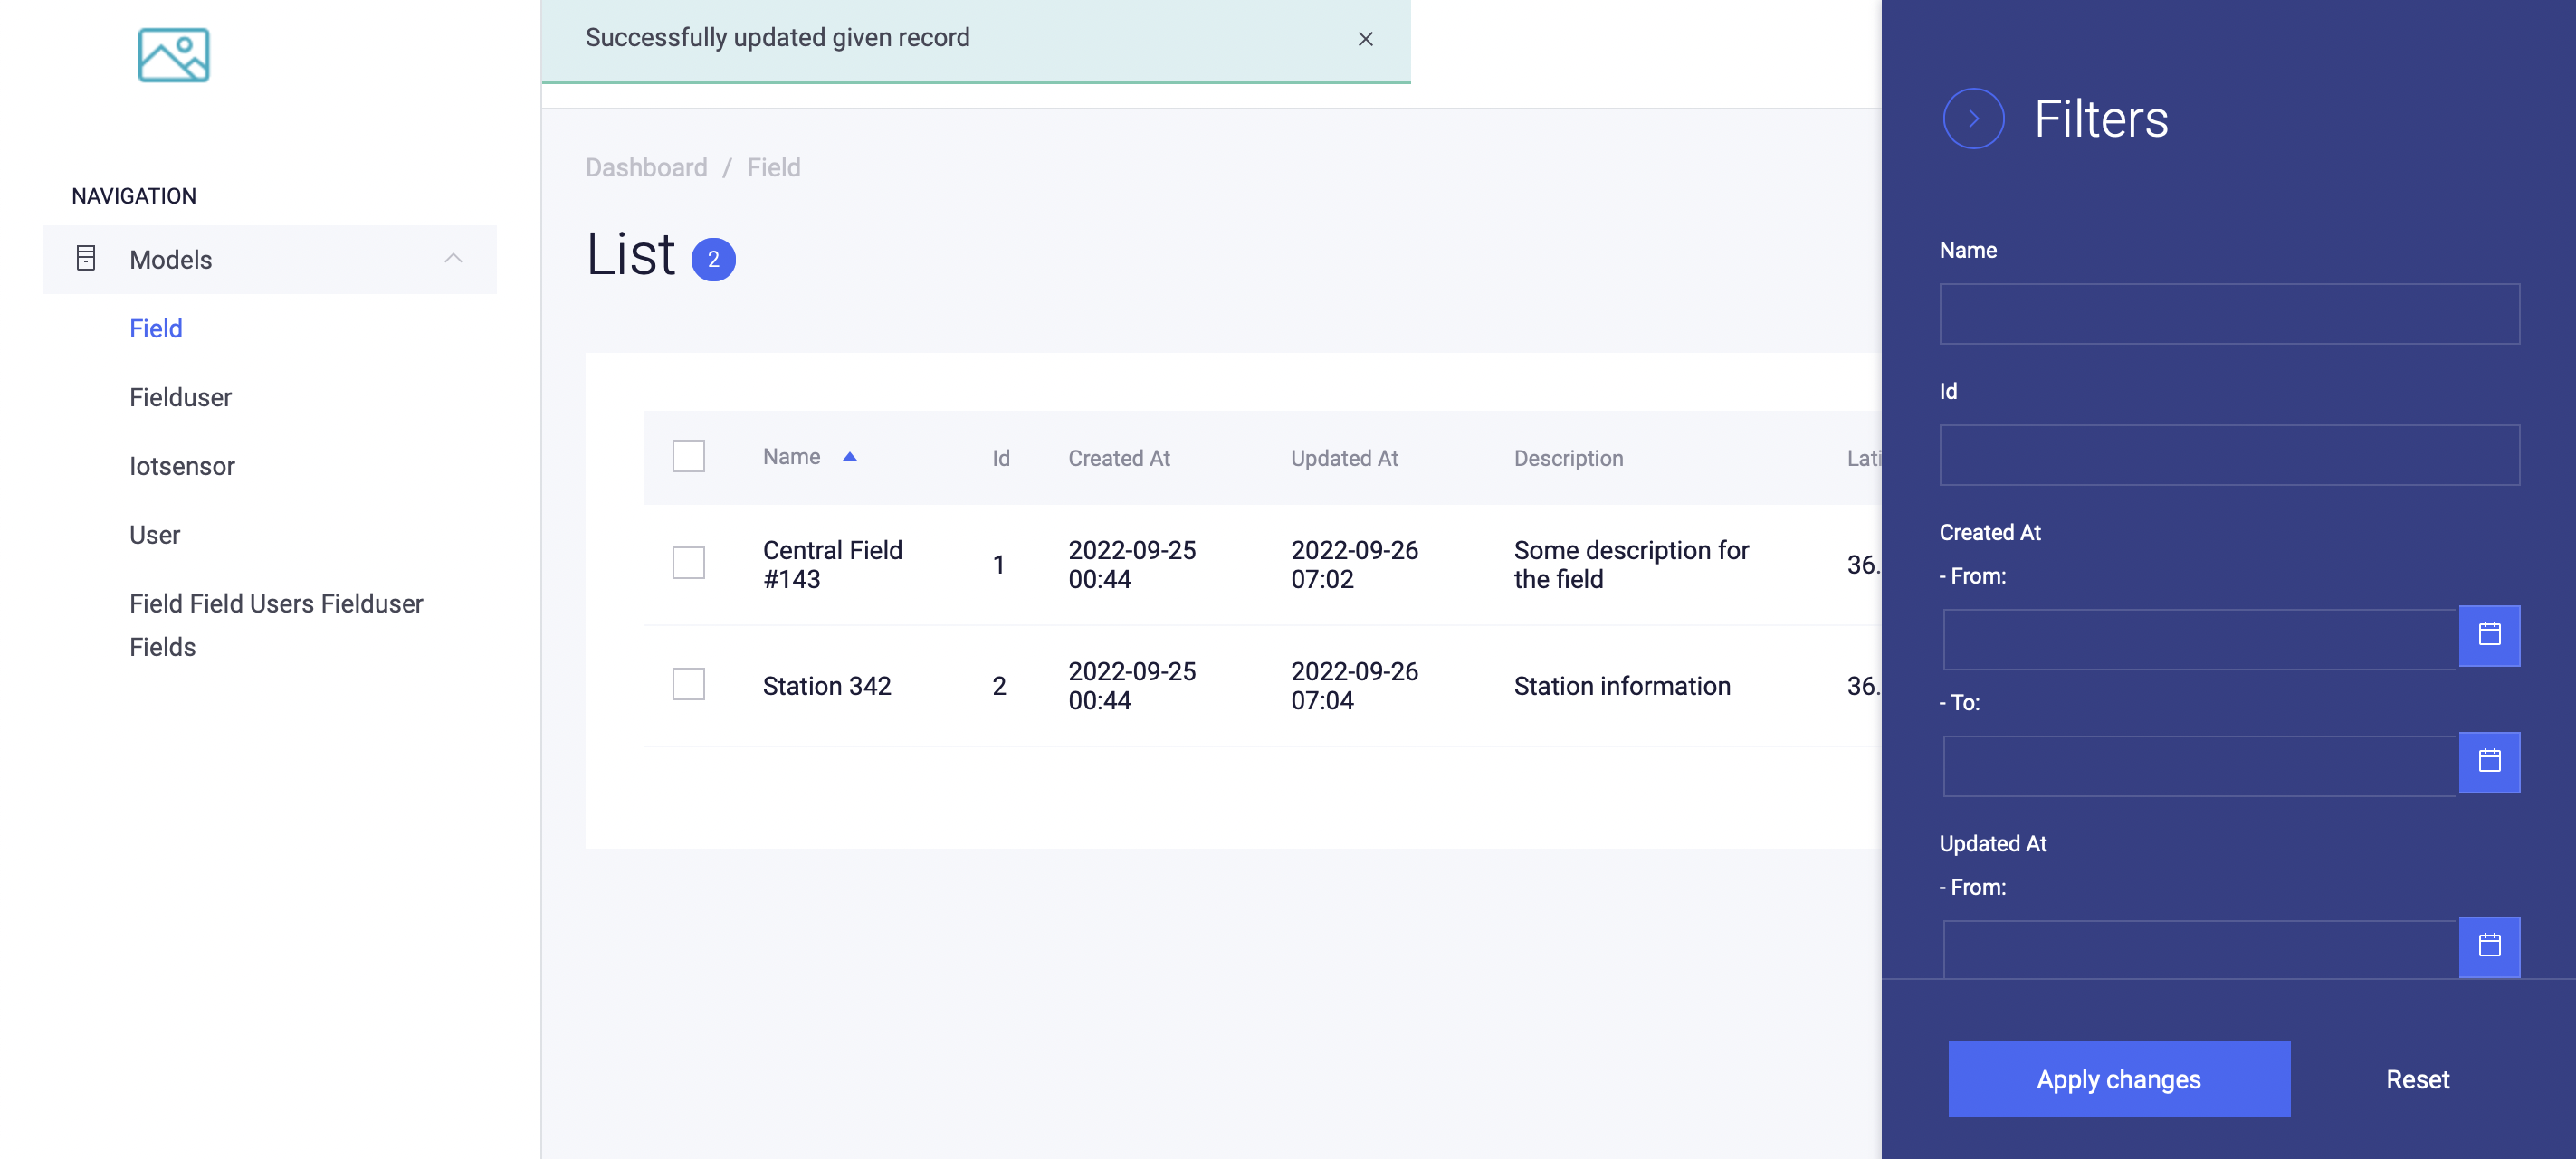 Successfully updated given record
NAVIGATION
Models
Field
Fielduser
Iotsensor
User
Field Field Users Fielduser
Fields
Dashboard / Field
List 2
Name Id Created At Updated At Description Lati
Central Field
#143
1
2022-09-25
00:44
2022-09-26
07:02
Some description for
the field
36.
Station 342
2
2022-09-25
00:44
2022-09-26
07:04
Station information
36.
Filters
Name
Id
Created At
- From:
- To:
Updated At
- From:
Apply changes
Reset